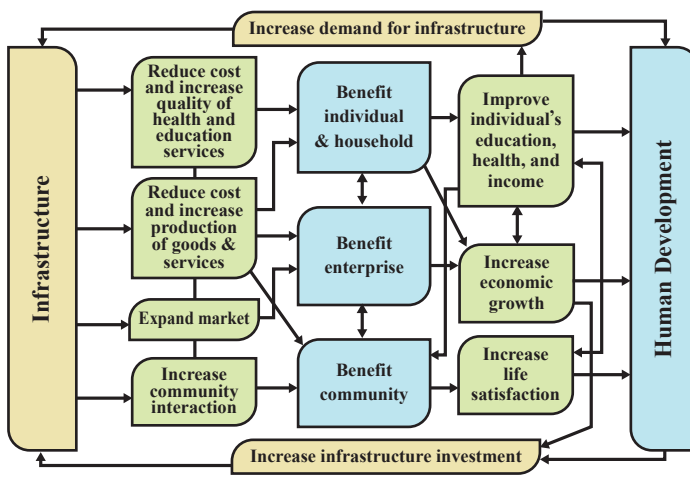 Increase demand for infrastructure
Infrastructure
Reduce cost
and increase
quality of
health and
education
services
Reduce cost
and increase
production
of goods &
services
Expand market
Increase
community
interaction
Benefit
individual
& household
Benefit
enterprise
Benefit
community
Improve
individual's
education,
health, and
income
Increase
economic
growth
Increase
life
satisfaction
Human Development
Increase infrastructure investment